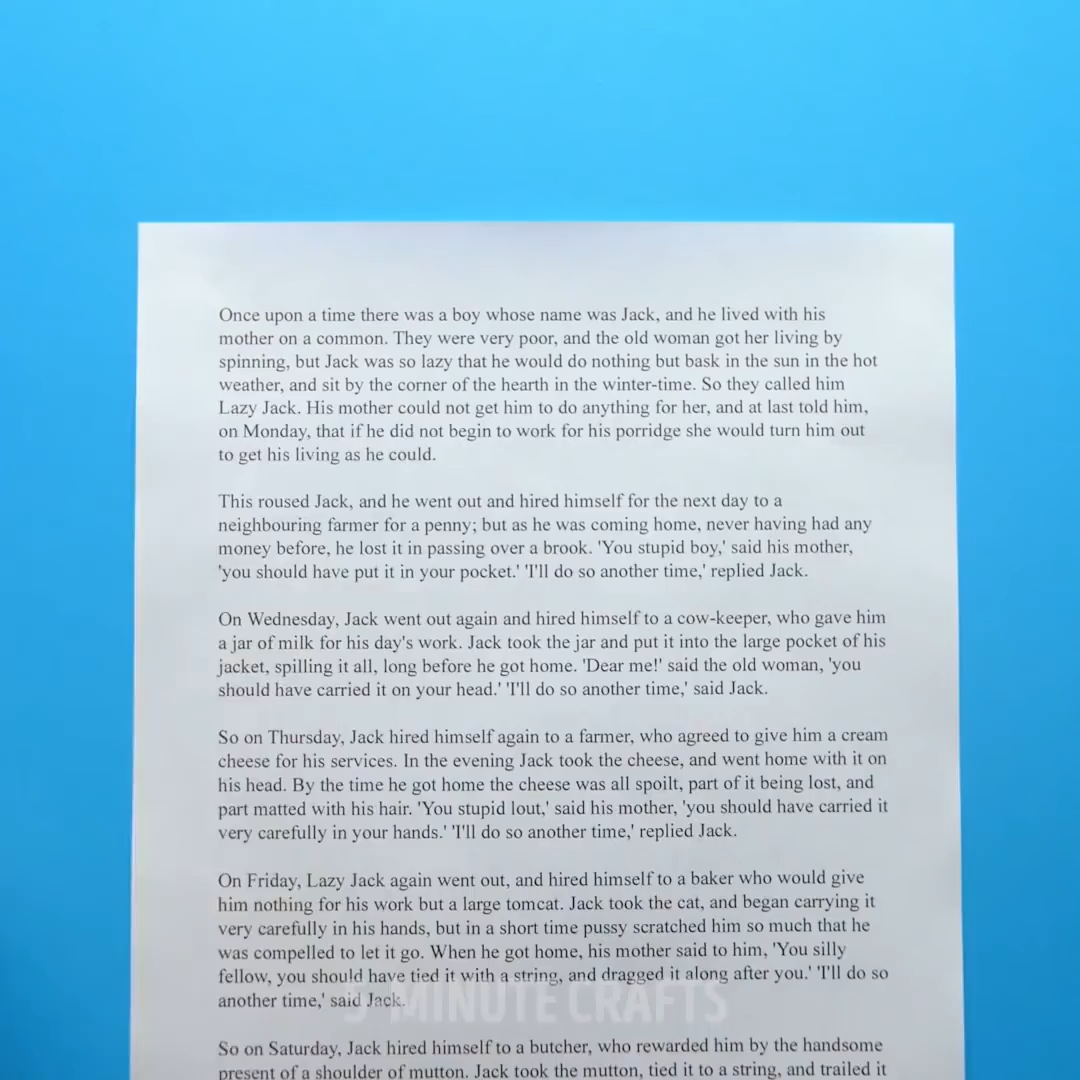 Once upon a time there was a boy whose name was Jack, and he lived with his
mother on a common. They were very poor, and the old woman got her living by
spinning, but Jack was so lazy that he would do nothing but bask in the sun in the hot
weather, and sit by the corner of the hearth in the winter-time. So they called him
Lazy Jack. His mother could not get him to do anything for her, and at last told him,
on Monday, that if he did not begin to work for his porridge she would turn him out
to get his living as he could.
This roused Jack, and he went out and hired himself for the next day to a
neighbouring farmer for a penny; but as he was coming home, never having had any
money before, he lost it in passing over a brook. 'You stupid boy,' said his mother,
'you should have put it in your pocket.' 'I'll do so another time,' replied Jack.
On Wednesday, Jack went out again and hired himself to a cow-keeper, who gave him
a jar of milk for his day's work. Jack took the jar and put it into the large pocket of his
jacket, spilling it all, long before he got home. 'Dear me!' said the old woman, 'you
should have carried it on your head.' 'I'll do so another time,' said Jack.
So on Thursday, Jack hired himself again to a farmer, who agreed to give him a cream
cheese for his services. In the evening Jack took the cheese, and went home with it on
his head. By the time he got home the cheese was all spoilt, part of it being lost, and
part matted with his hair. 'You stupid lout,' said his mother, 'you should have carried it
very carefully in your hands.' 'I'll do so another time,' replied Jack.
On Friday, Lazy Jack again went out, and hired himself to a baker who would give
him nothing for his work but a large tomcat. Jack took the cat, and began carrying it
very carefully in his hands, but in a short time pussy scratched him so much that he
was compelled to let it go. When he got home, his mother said to him, 'You silly
fellow, you should have tied it with a string, and dragged it along after you.' 'I'll do so
another time,' said Jack.
5-MINUTE CRAFTS
So on Saturday, Jack hired himself to a butcher, who rewarded him by the handsome
present of a shoulder of mutton. Jack took the mutton, tied it to a string, and trailed it